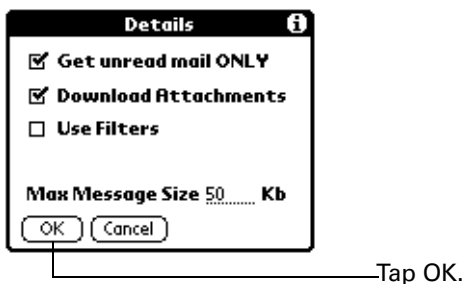 Details
Get unread mail ONLY
Download Attachments
Use Filters
Max Message Size 50 Kb
OK Cancel
Tap OK.